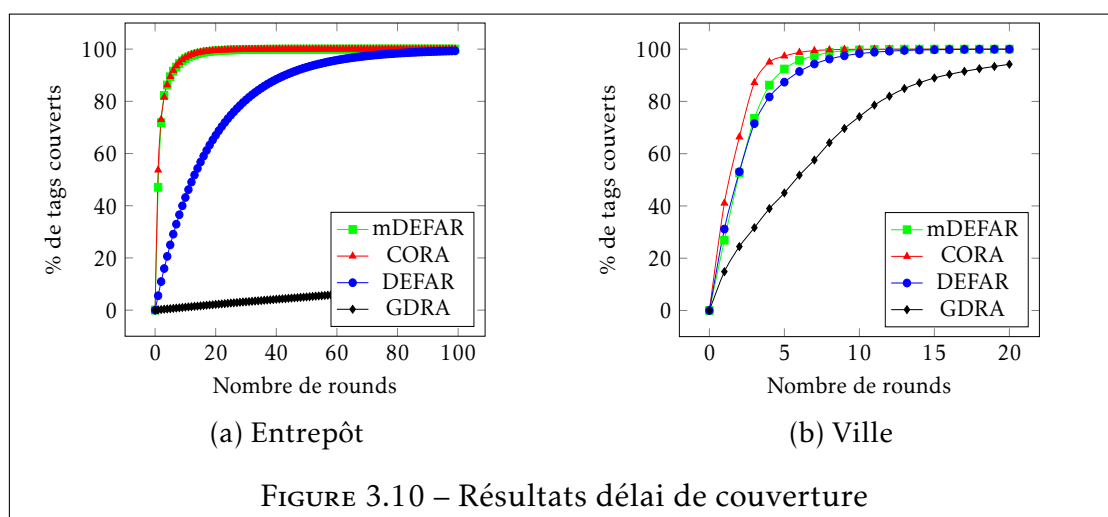 100
80
60
40
20
0
% de tags couverts
mDEFAR
CORA
DEFAR
GDRA
0 20 40 60 80 100
Nombre de rounds
(a) Entrepôt
100
80
60
40
20
0
% de tags couverts
mDEFAR
CORA
DEFAR
GDRA
0 5 10 15 20
Nombre de rounds
(b) Ville
FIGURE 3.10 – Résultats délai de couverture